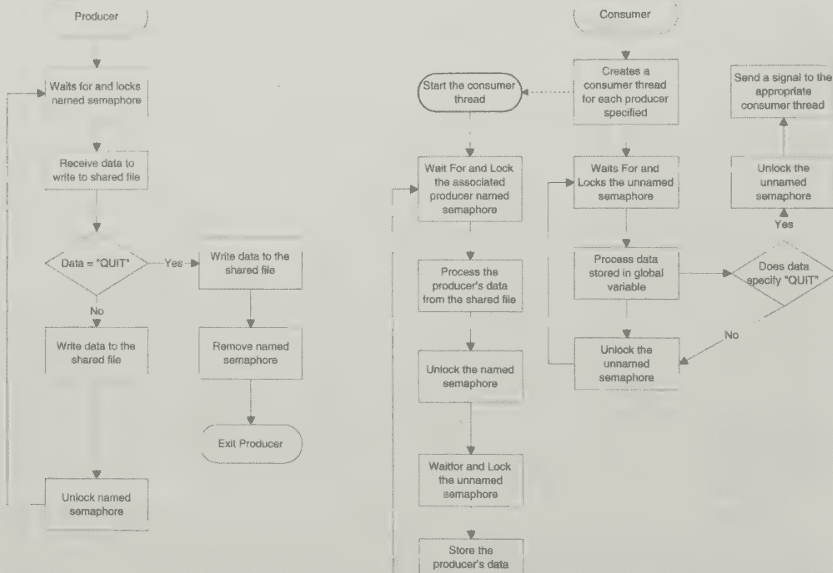 Producer
Waits for and locks
named semaphore
Receive data to
write to shared file
Data = "QUIT"
Yes
Write data to the
shared file
No
Write data to the
shared file
Remove named
semaphore
Exit Producer
Unlock named
semaphore
Consumer
Start the consumer
thread
Creates a
consumer thread
for each producer
specified
Send a signal to the
appropriate
consumer thread
Wait For and Lock
the associated
producer named
semaphore
Waits For and
Locks the unnamed
semaphore
Unlock the
unnamed
semaphore
Yes
Process the
producer's data
from the shared file
Process data
stored in global
variable
Does data
specify "QUIT"
No
Unlock the named
semaphore
Unlock the
unnamed
semaphore
Waitfor and Lock
the unnamed
semaphore
Store the
producer's data